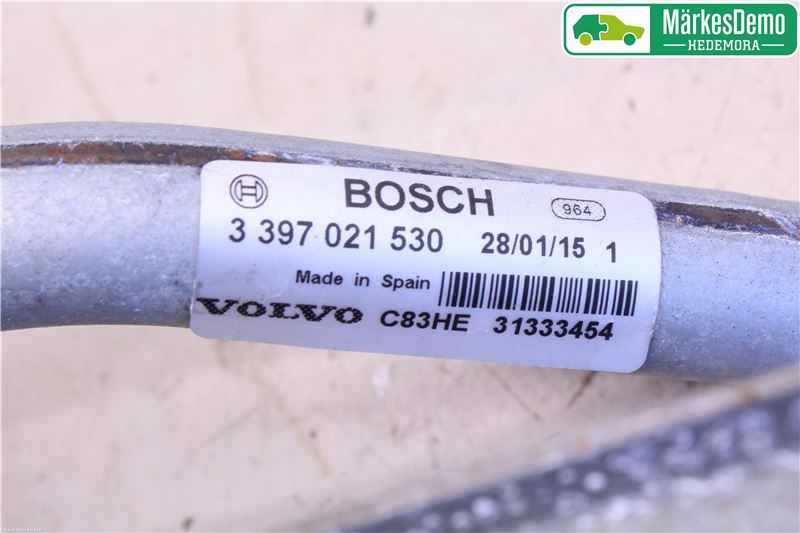 MärkesDemo
HEDEMORA
BOSCH 964
3 397 021 530 28/01/15 1
Made in Spain
VOLVO C83HE 31333454